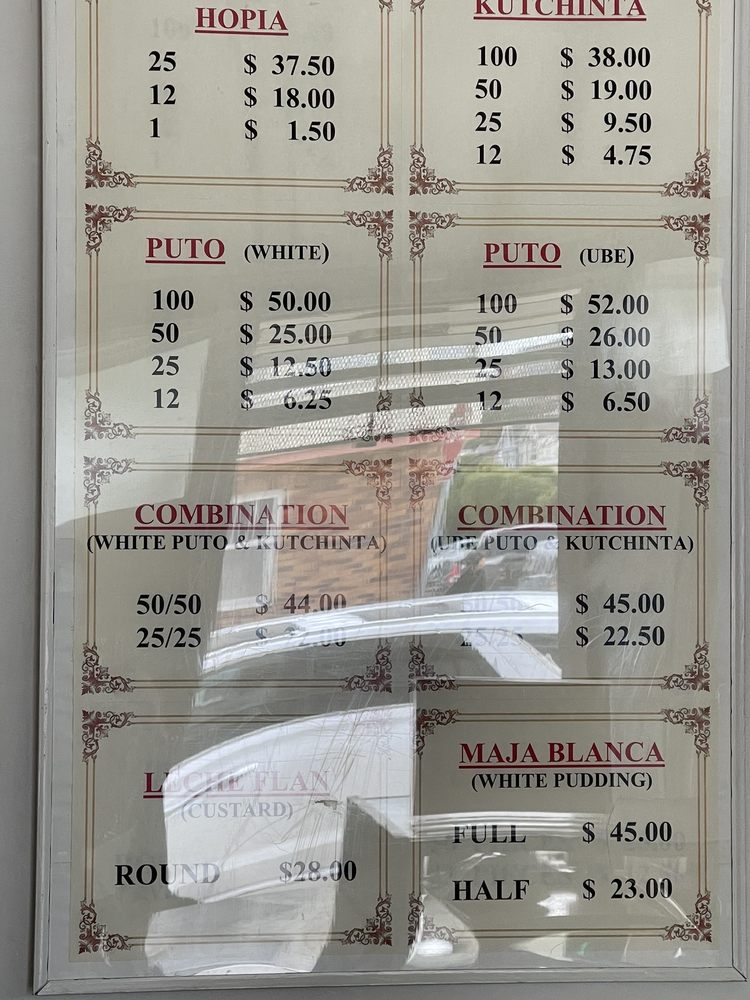 HOPIA
25 $ 37.50
12 $ 18.00
1 $ 1.50
KUTCHINTA
100 $ 38.00
50 $ 19.00
25 $ 9.50
12 $ 4.75
PUTO (WHITE)
100 $ 50.00
50 $ 25.00
25 $ 12.50
12 $ 6.25
PUTO (UBE)
100 $ 52.00
50 $ 26.00
25 $ 13.00
12 $ 6.50
COMBINATION
(WHITE PUTO & KUTCHINTA)
50/50 $ 44.00
25/25 $
COMBINATION
(UBE PUTO & KUTCHINTA)
50/50 $ 45.00
25/25 $ 22.50
LECHE FLAN
(CUSTARD)
ROUND $28.00
MAJA BLANCA
(WHITE PUDDING)
FULL $ 45.00
HALF $ 23.00